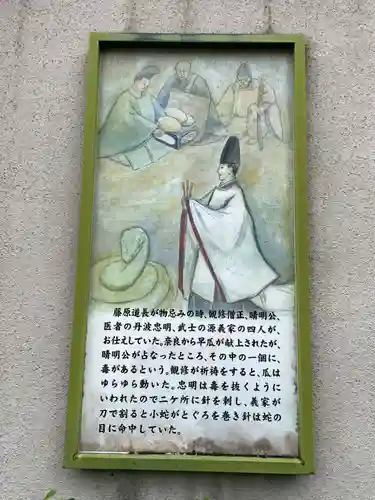 藤原道長が物忌みの時、観修僧正、晴明公、
医者の丹波忠明、武士の源義家の四人が、
お仕えしていた。奈良から早瓜が献上されたが、
晴明公が占なったところ、その中の一個に、
毒があるという。観修が祈祷をすると、瓜は
ゆらゆら動いた。忠明は毒を抜くように
いわれたので二ケ所に針を刺し、義家が
刀で割ると小蛇がとぐろを巻き針は蛇の
目に命中していた。